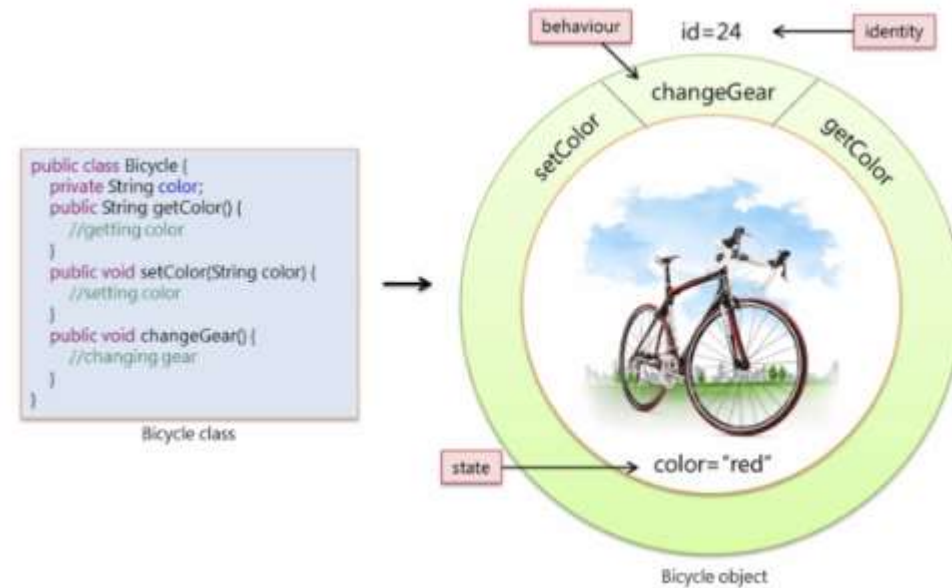 public class Bicycle {
private String color;
public String getColor() {
//getting color
}
public void setColor(String color) {
//setting color
}
public void changeGear() {
//changing gear
}
}
Bicycle class
behaviour
id=24
identity
setColor
changeGear
getColor
state
color="red"
Bicycle object